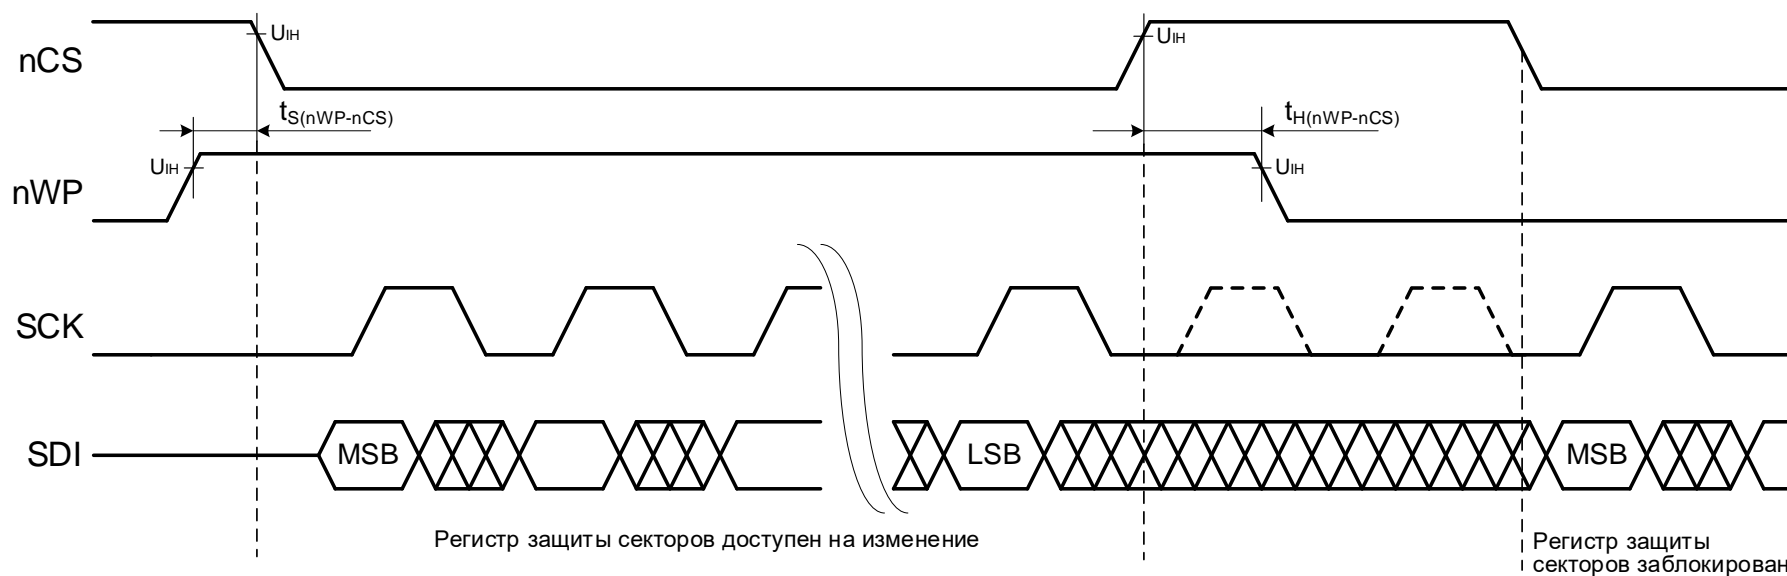 nCS
UIH
UIH
tS(nWP-nCS)
tH(nWP-nCS)
nWP
UIH
UIH
SCK
SDI
MSB
LSB
MSB
Регистр защиты секторов доступен на изменение
Регистр защиты
секторов заблокирован